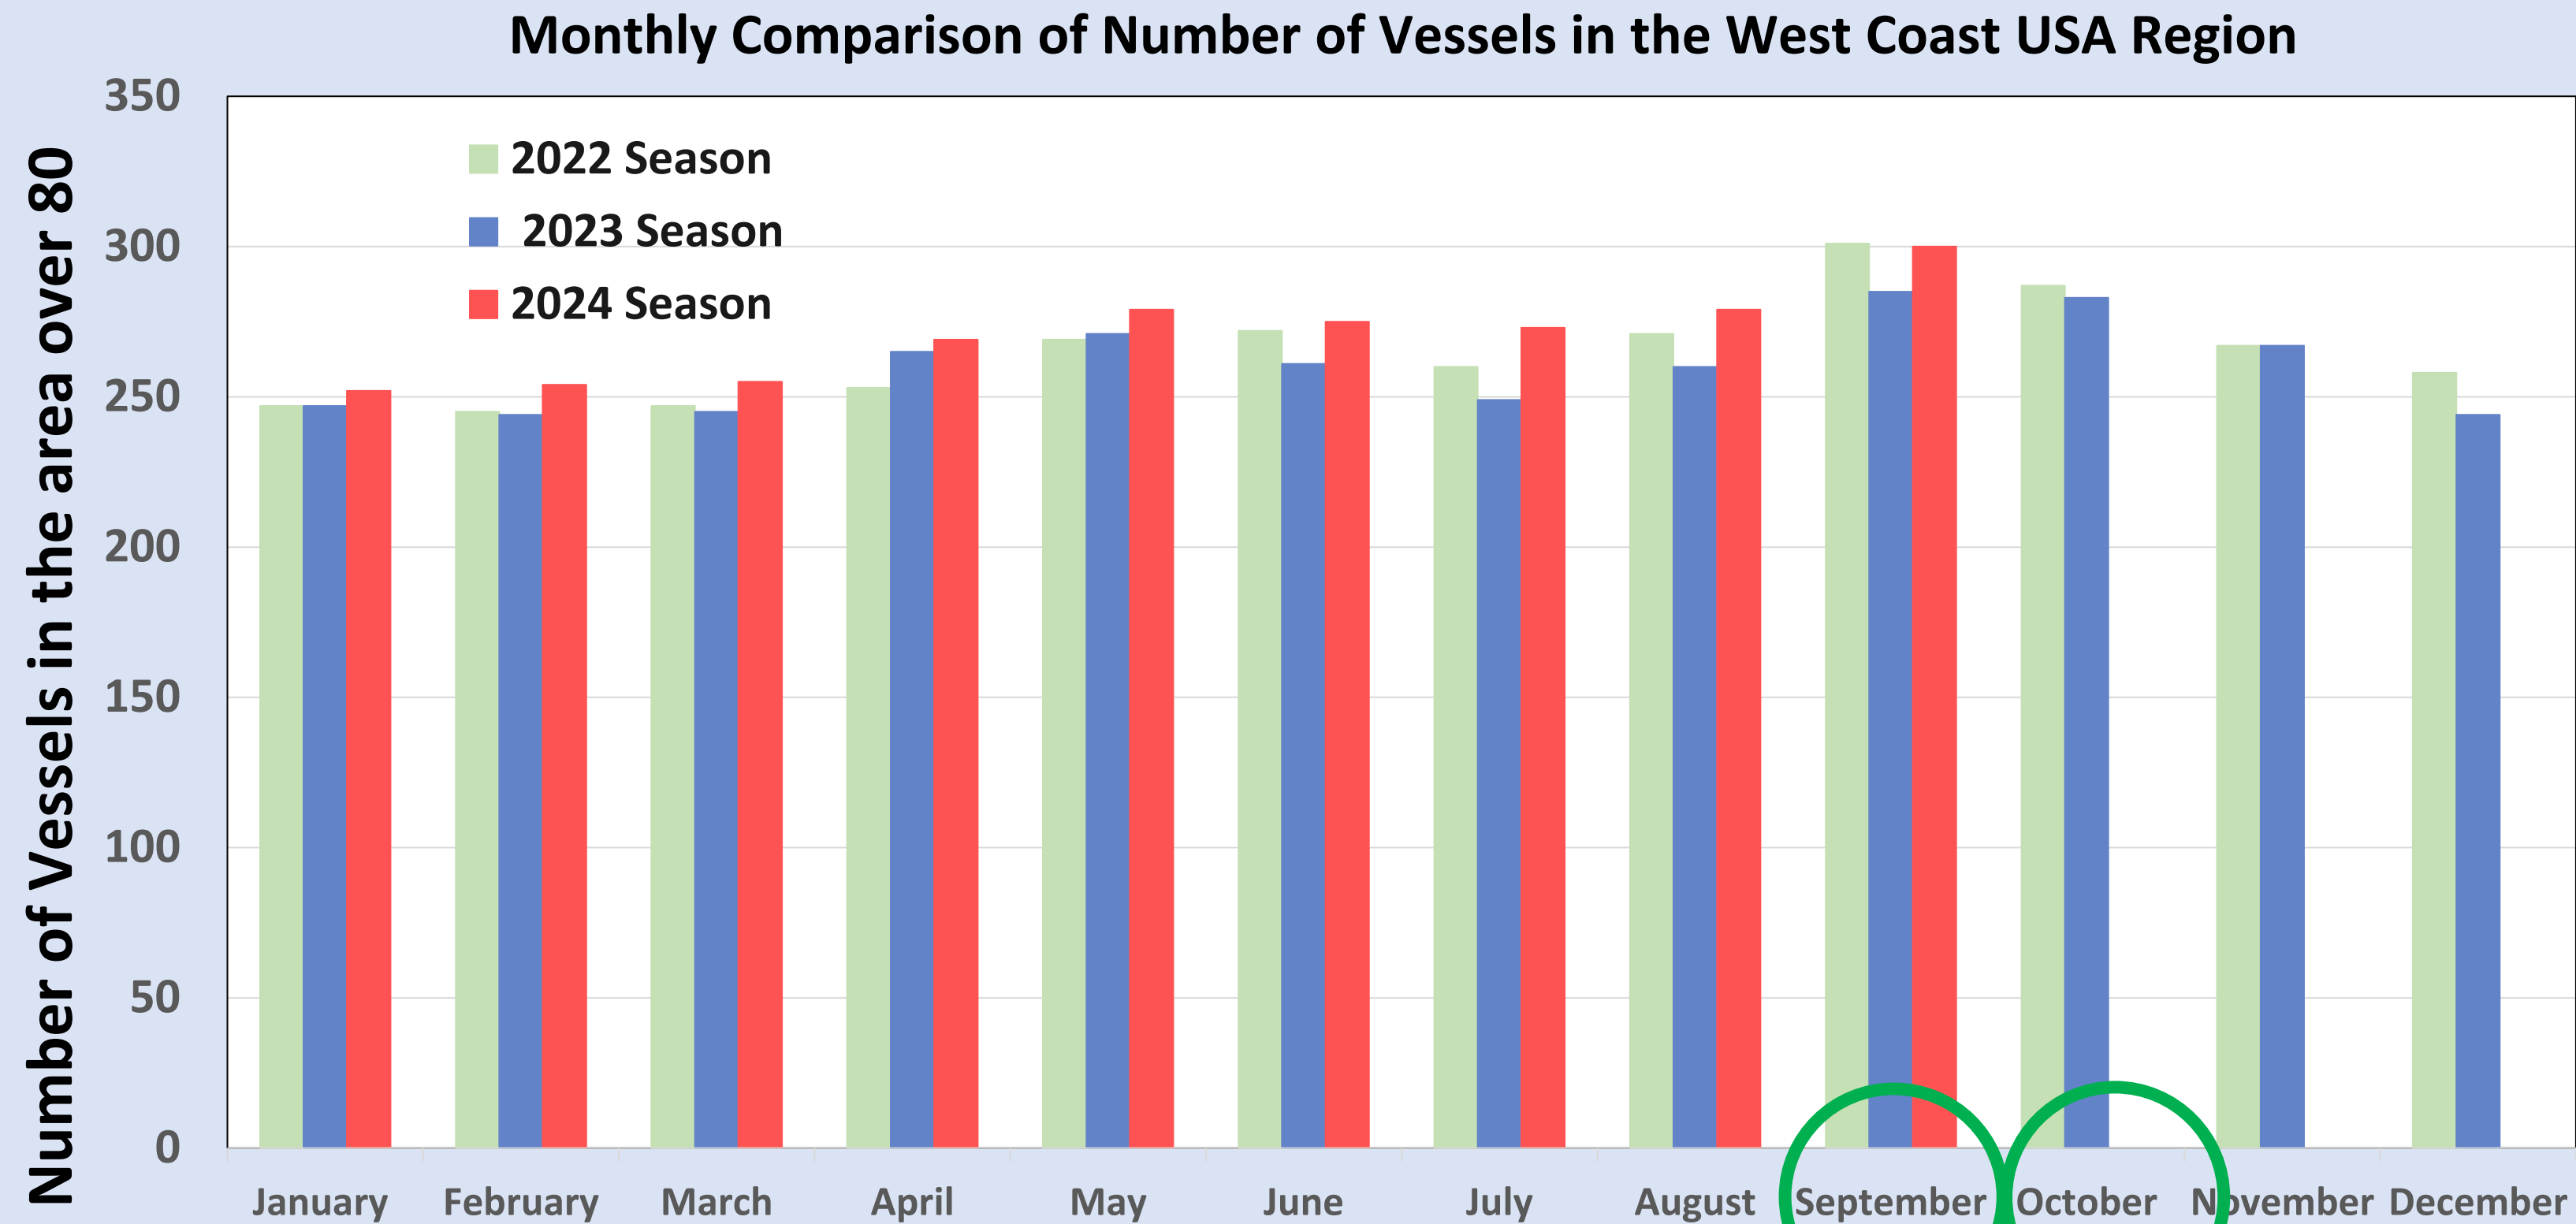 Monthly Comparison of Number of Vessels in the West Coast USA Region
Number of Vessels in the area over 80
350
300
250
200
150
100
50
0
2022 Season
2023 Season
2024 Season
January February March April May June July August September October November December